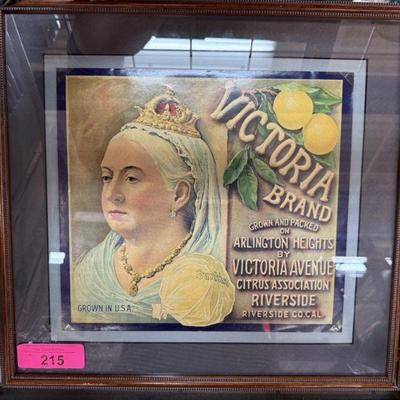 VICTORIA
BRAND
GROWN AND PACKED
ON
ARLINGTON HEIGHTS
BY
VICTORIA AVENUE
CITRUS ASSOCIATION
RIVERSIDE
RIVERSIDE CO. CAL.
Sunkist
GROWN IN U.S.A.
215